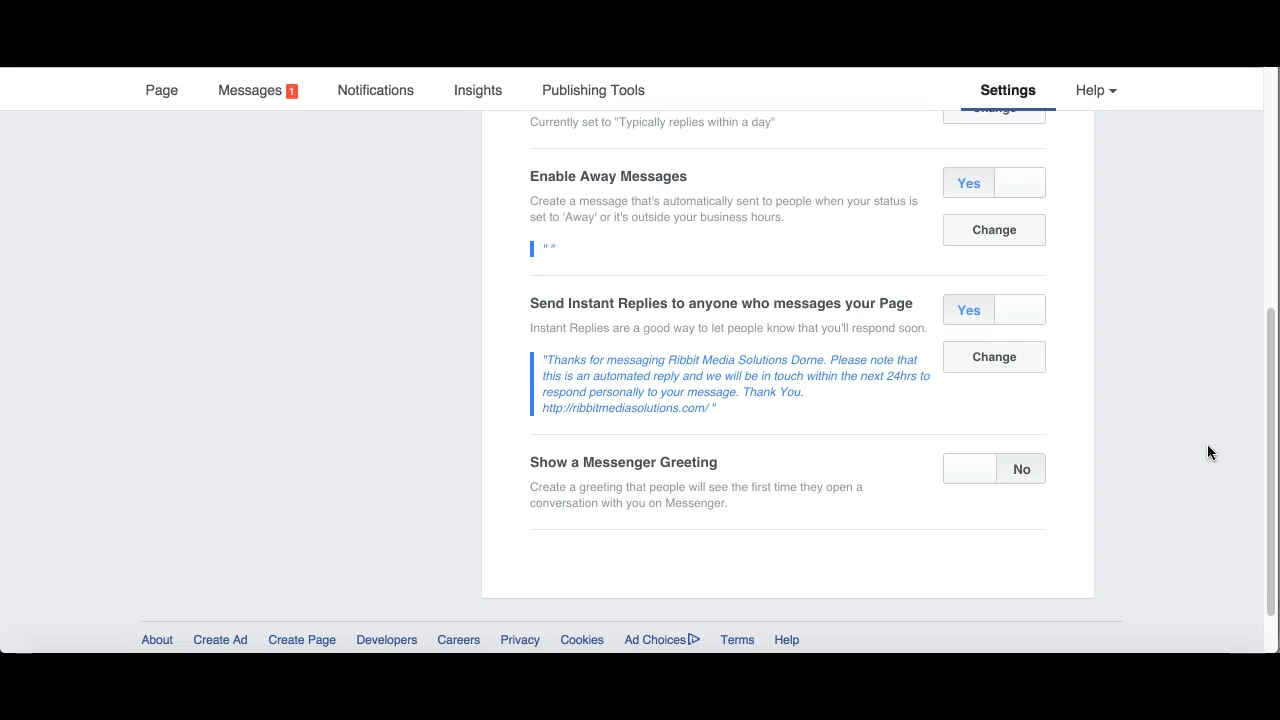 Page Messages 1 Notifications Insights Publishing Tools Settings Help
Change
Currently set to "Typically replies within a day"
Enable Away Messages
Yes
Create a message that's automatically sent to people when your status is
set to 'Away' or it's outside your business hours.
Change
" "
Send Instant Replies to anyone who messages your Page
Yes
Instant Replies are a good way to let people know that you'll respond soon.
Change
"Thanks for messaging Ribbit Media Solutions Dorne. Please note that
this is an automated reply and we will be in touch within the next 24hrs to
respond personally to your message. Thank You.
http://ribbitmediasolutions.com/ "
Show a Messenger Greeting
No
Create a greeting that people will see the first time they open a
conversation with you on Messenger.
About Create Ad Create Page Developers Careers Privacy Cookies Ad Choices Terms Help